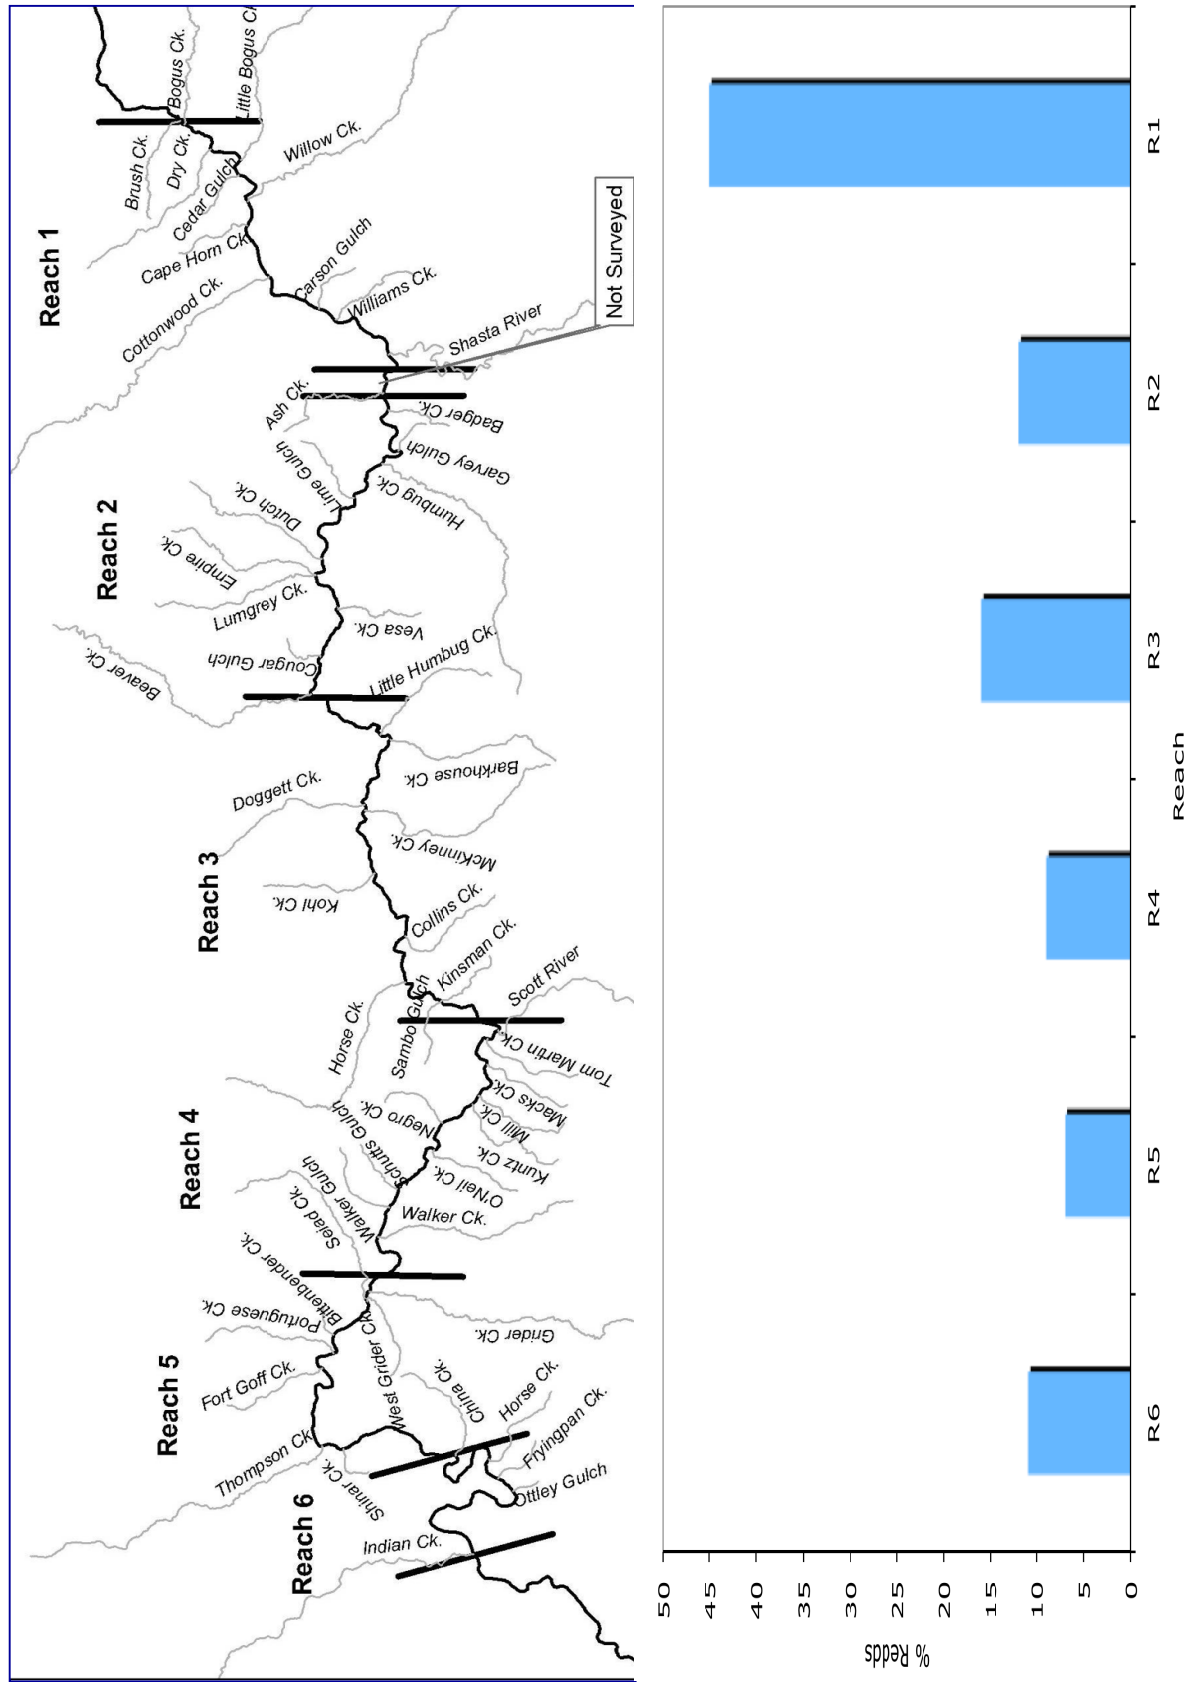 Reach 1
Reach 2
Reach 3
Reach 4
Reach 5
Reach 6
Bogus Ck.
Little Bogus Ck
Brush Ck.
Dry Ck.
Cedar Gulch
Willow Ck.
Cape Horn Ck.
Cottonwood Ck.
Carson Gulch
Williams Ck.
Shasta River
Not Surveyed
Ash Ck.
Badger Ck.
Garvey Gulch
Lime Gulch
Humbug Ck.
Dutch Ck.
Empire Ck.
Lumgrey Ck.
Vesa Ck.
Cougar Gulch
Beaver Ck.
Little Humbug Ck.
Barkhouse Ck.
Doggett Ck.
McKinney Ck.
Kohl Ck.
Collins Ck.
Kinsman Ck.
Horse Ck.
Sambo Gulch
Scott River
Tom Martin Ck.
Macks Ck.
Mill Ck.
Kuntz Ck.
Negro Ck.
O'Neil Ck.
Schutts Gulch
Walker Gulch
Walker Ck.
Seiad Ck.
Bittenbender Ck.
Portuguese Ck.
Grider Ck.
West Grider Ck.
Fort Goff Ck.
China Ck.
Thompson Ck.
Shinar Ck.
Horse Ck.
Fryingpan Ck.
Ottley Gulch
Indian Ck.
% Redds
50
45
40
35
30
25
20
15
10
5
0
R6
R5
R4
R3
R2
R1
Reach